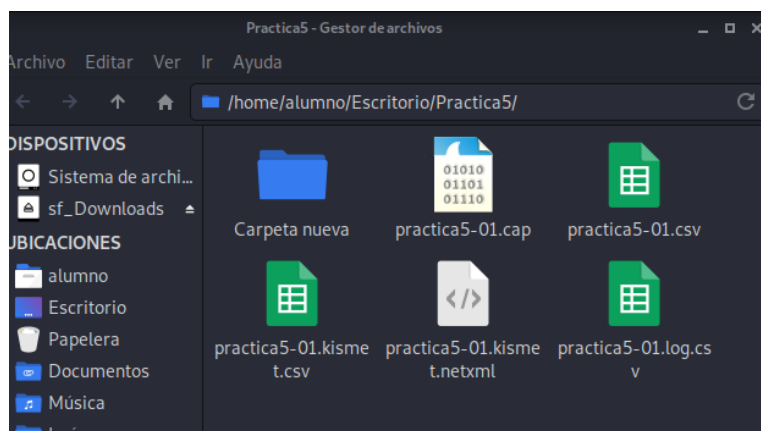 Practica5 - Gestor de archivos
Archivo Editar Ver Ir Ayuda
/home/alumno/Escritorio/Practica5/
DISPOSITIVOS
Sistema de archi...
sf_Downloads
UBICACIONES
alumno
Escritorio
Papelera
Documentos
Música
01010
01101
01110
Carpeta nueva practica5-01.cap practica5-01.csv
practica5-01.kisme practica5-01.kisme practica5-01.log.cs
t.csv t.netxml v